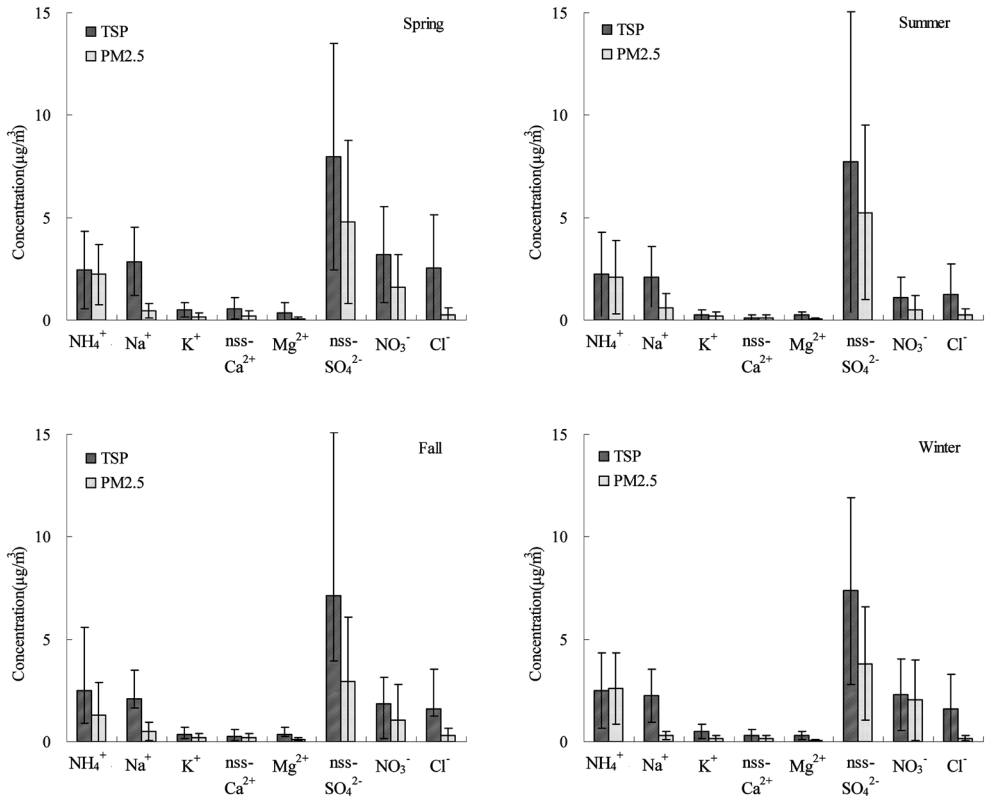 Spring
TSP
PM2.5
Concentration(µg/m³)
15
10
5
0
NH₄⁺ Na⁺ K⁺ nss- Mg²⁺ nss- NO₃⁻ Cl⁻
Ca²⁺ SO₄²⁻
Summer
TSP
PM2.5
Concentration(µg/m³)
15
10
5
0
NH₄⁺ Na⁺ K⁺ nss- Mg²⁺ nss- NO₃⁻ Cl⁻
Ca²⁺ SO₄²⁻
Fall
TSP
PM2.5
Concentration(µg/m³)
15
10
5
0
NH₄⁺ Na⁺ K⁺ nss- Mg²⁺ nss- NO₃⁻ Cl⁻
Ca²⁺ SO₄²⁻
Winter
TSP
PM2.5
Concentration(µg/m³)
15
10
5
0
NH₄⁺ Na⁺ K⁺ nss- Mg²⁺ nss- NO₃⁻ Cl⁻
Ca²⁺ SO₄²⁻